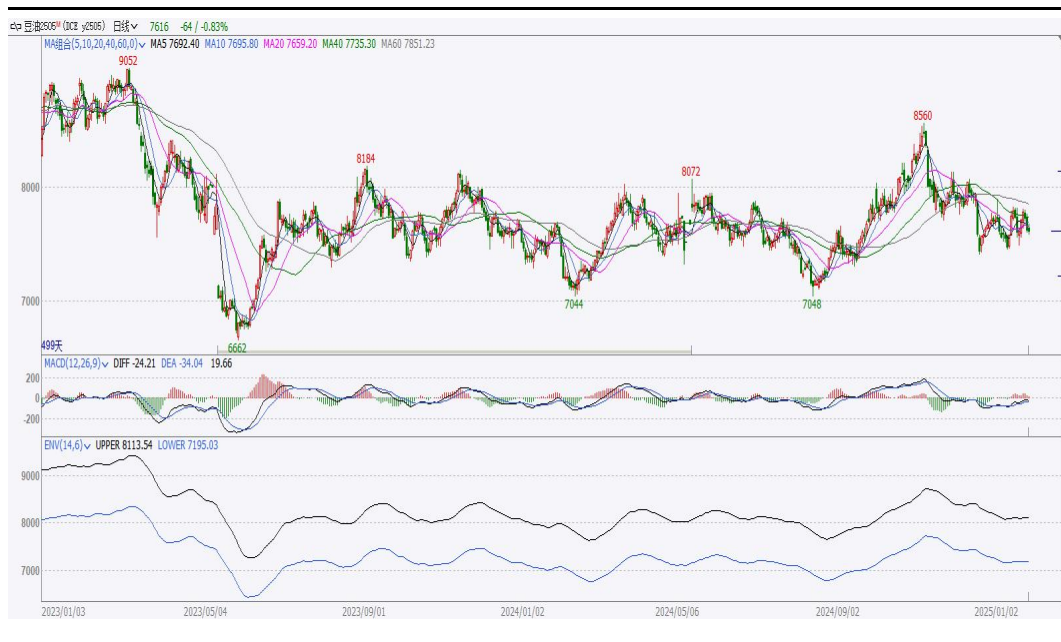 豆油2505M (DCE y2505) 日线 7616 -64 / -0.83%
MA组合(5,10,20,40,60,0) MA5 7692.40 MA10 7695.80 MA20 7659.20 MA40 7735.30 MA60 7851.23
9052
8560
8184
8072
8000
7044
7048
7000
6662
499天
MACD(12,26,9) DIFF -24.21 DEA -34.04 19.66
200
0
-200
ENV(14,6) UPPER 8113.54 LOWER 7195.03
9000
8000
7000
2023/01/03 2023/05/04 2023/09/01 2024/01/02 2024/05/06 2024/09/02 2025/01/02